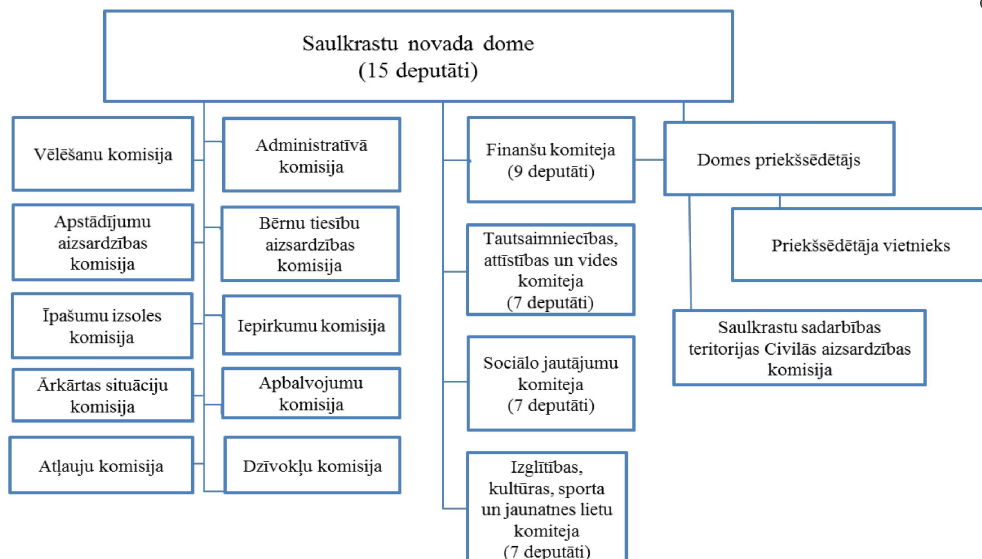 Saulkrastu novada dome
(15 deputāti)
Vēlēšanu komisija
Administratīvā
komisija
Finanšu komiteja
(9 deputāti)
Domes priekšsēdētājs
Apstādījumu
aizsardzības
komisija
Bērnu tiesību
aizsardzības
komisija
Tautsaimniecības,
attīstības un vides
komiteja
(7 deputāti)
Priekšsēdētāja vietnieks
Īpašumu izsoles
komisija
Iepirkumu komisija
Sociālo jautājumu
komiteja
(7 deputāti)
Saulkrastu sadarbības
teritorijas Civilās aizsardzības
komisija
Ārkārtas situāciju
komisija
Apbalvojumu
komisija
Atļauju komisija
Dzīvokļu komisija
Izglītības,
kultūras, sporta
un jaunatnes lietu
komiteja
(7 deputāti)